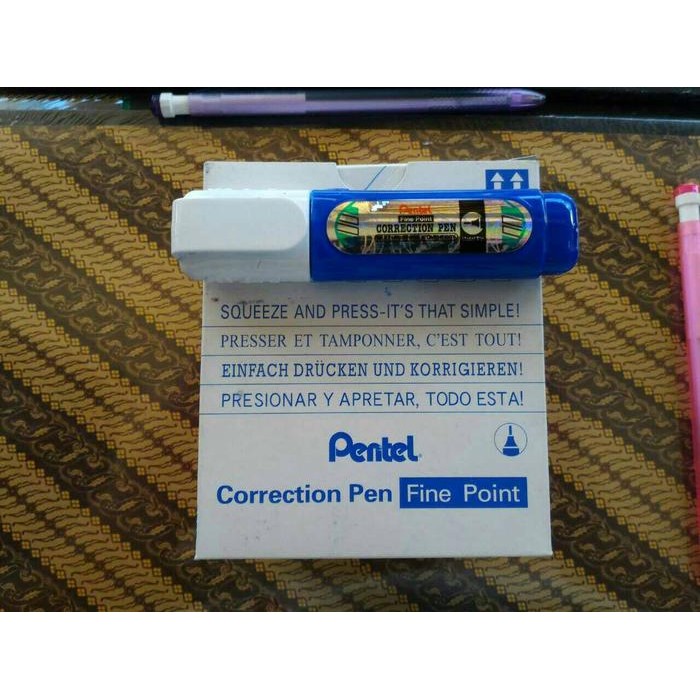 Pentel
Fine Point
CORRECTION PEN
SQUEEZE AND PRESS-IT'S THAT SIMPLE!
PRESSER ET TAMPONNER, C'EST TOUT!
EINFACH DRÜCKEN UND KORRIGIEREN!
PRESIONAR Y APRETAR, TODO ESTA!
Pentel
Correction Pen Fine Point